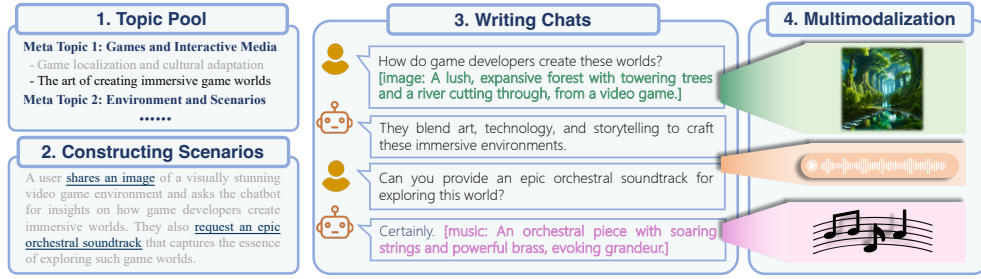 1. Topic Pool
Meta Topic 1: Games and Interactive Media
- Game localization and cultural adaptation
- The art of creating immersive game worlds
Meta Topic 2: Environment and Scenarios
••••••
2. Constructing Scenarios
A user shares an image of a visually stunning
video game environment and asks the chatbot
for insights on how game developers create
immersive worlds. They also request an epic
orchestral soundtrack that captures the essence
of exploring such game worlds.
3. Writing Chats
How do game developers create these worlds?
[image: A lush, expansive forest with towering trees
and a river cutting through, from a video game.]
They blend art, technology, and storytelling to craft
these immersive environments.
Can you provide an epic orchestral soundtrack for
exploring this world?
Certainly. [music: An orchestral piece with soaring
strings and powerful brass, evoking grandeur.]
4. Multimodalization